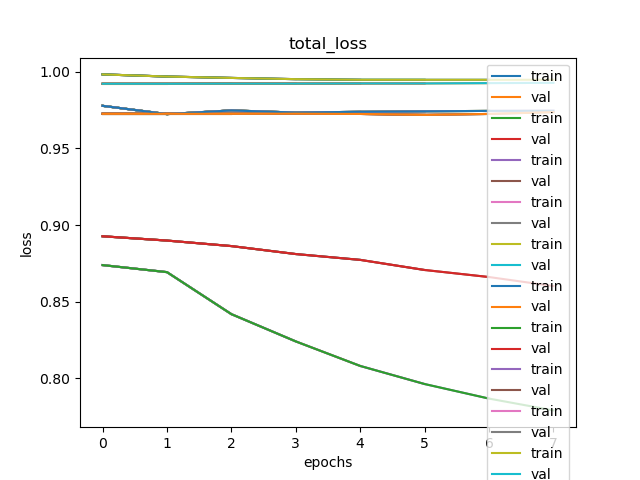 total_loss
1.00
0.95
0.90
0.85
0.80
loss
0 1 2 3 4 5 6 7
epochs
train
val
train
val
train
val
train
val
train
val
train
val
train
val
train
val
train
val
train
val